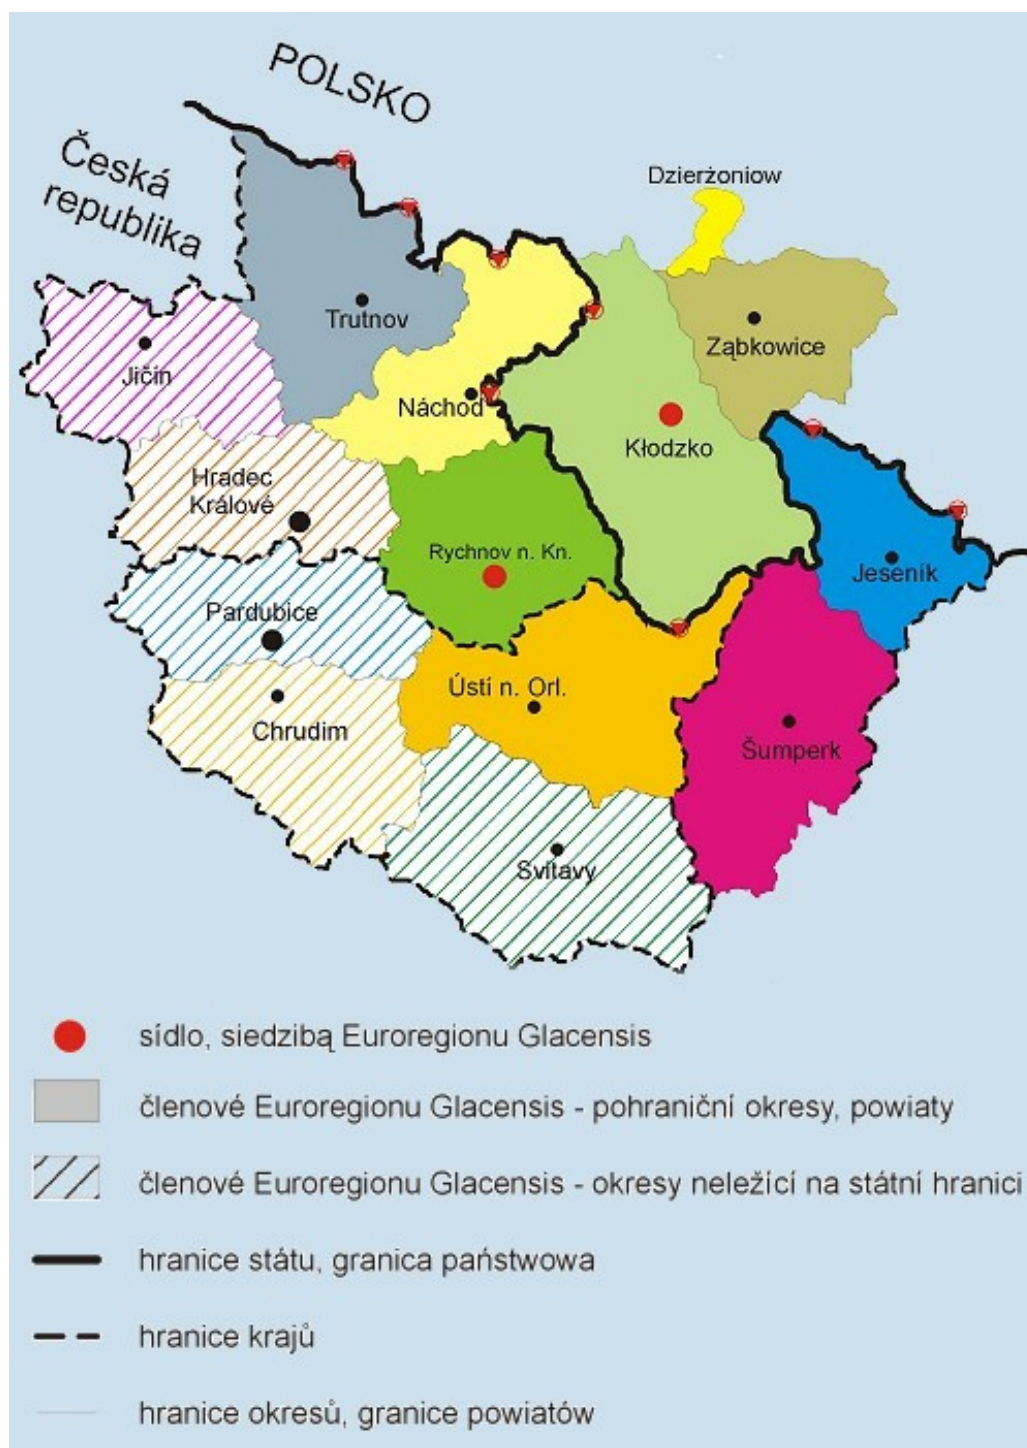 POLSKO
Česká
republika
Dzierżoniow
Trutnov
Ząbkowice
Jičín
Náchod
Kłodzko
Hradec
Králové
Rychnov n. Kn.
Jeseník
Pardubice
Ústí n. Orl.
Chrudim
Šumperk
Svitavy
sídlo, siedzibą Euroregionu Glacensis
členové Euroregionu Glacensis - pohraniční okresy, powiaty
členové Euroregionu Glacensis - okresy neležící na státní hranici
hranice státu, granica państwowa
hranice krajů
hranice okresů, granice powiatów